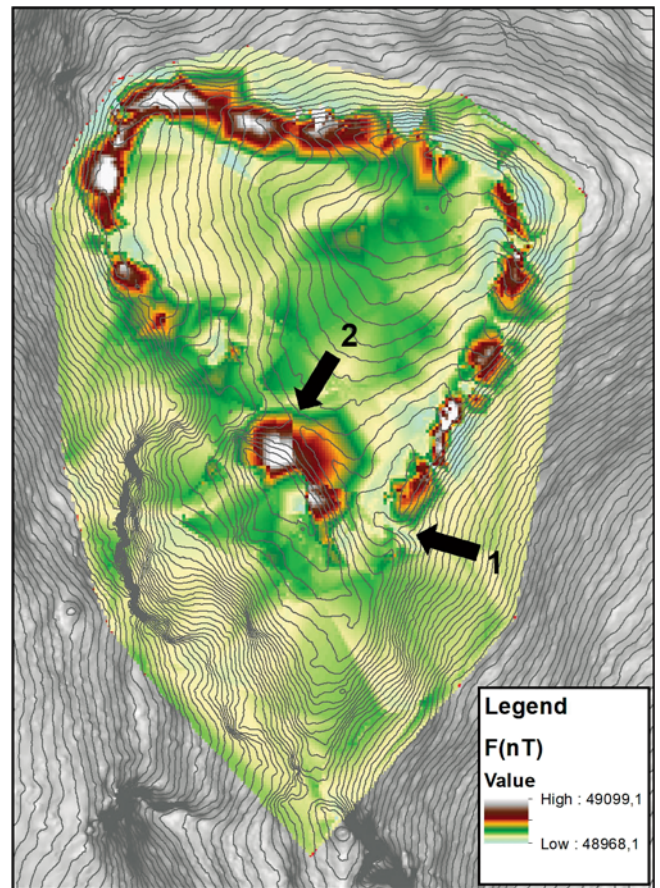 2
1
Legend
F(nT)
Value
High : 49099,1
Low : 48968,1